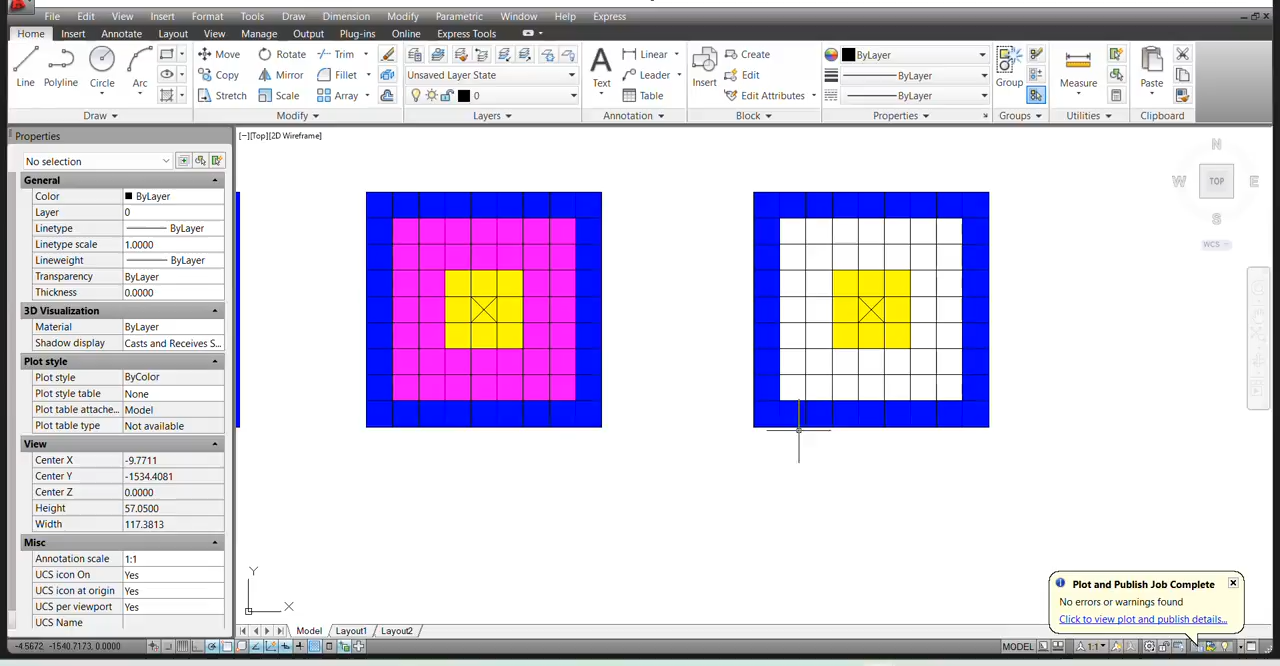 File Edit View Insert Format Tools Draw Dimension Modify Parametric Window Help Express
Home Insert Annotate Layout View Manage Output Plug-ins Online Express Tools
Line Polyline Circle Arc
Move Rotate Trim
Copy Mirror Fillet
Stretch Scale Array
Unsaved Layer State
0
Text
Linear
Leader
Table
Insert
Create
Edit
Edit Attributes
ByLayer
ByLayer
ByLayer
Group
Measure
Paste
Draw Modify Layers Annotation Block Properties Groups Utilities Clipboard
Properties
[−][Top][2D Wireframe]
No selection
General
Color ByLayer
Layer 0
Linetype ByLayer
Linetype scale 1.0000
Lineweight ByLayer
Transparency ByLayer
Thickness 0.0000
3D Visualization
Material ByLayer
Shadow display Casts and Receives S...
Plot style
Plot style ByColor
Plot style table None
Plot table attache... Model
Plot table type Not available
View
Center X -9.7711
Center Y -1534.4081
Center Z 0.0000
Height 57.0500
Width 117.3813
Misc
Annotation scale 1:1
UCS icon On Yes
UCS icon at origin Yes
UCS per viewport Yes
UCS Name
N
W TOP E
S
WCS
Y
X
Plot and Publish Job Complete
No errors or warnings found
Click to view plot and publish details...
Model Layout1 Layout2
-4.5672, -1540.7173, 0.0000
MODEL
1:1